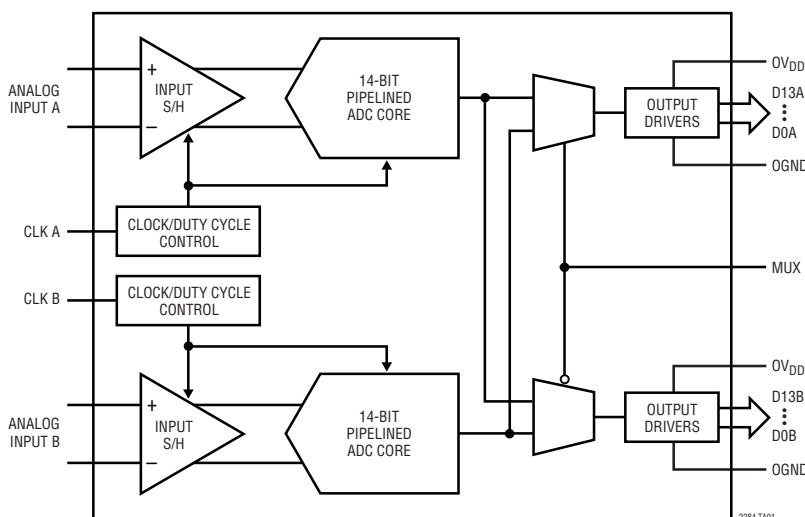 ANALOG
INPUT A
+
−
INPUT
S/H
14-BIT
PIPELINED
ADC CORE
OUTPUT
DRIVERS
OVDD
D13A
D0A
OGND
CLK A
CLOCK/DUTY CYCLE
CONTROL
MUX
CLK B
CLOCK/DUTY CYCLE
CONTROL
ANALOG
INPUT B
+
−
INPUT
S/H
14-BIT
PIPELINED
ADC CORE
OUTPUT
DRIVERS
OVDD
D13B
D0B
OGND
2284 TA01